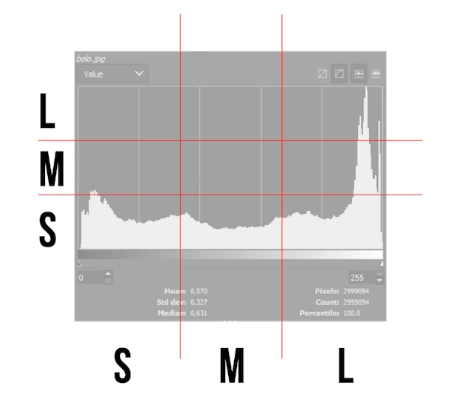 bolo.jpg
Value
L
M
S
0 255
Mean: 0,570 Pixels: 2999094
Std dev: 0,327 Count: 2999094
Median: 0,631 Percentile: 100,0
S M L